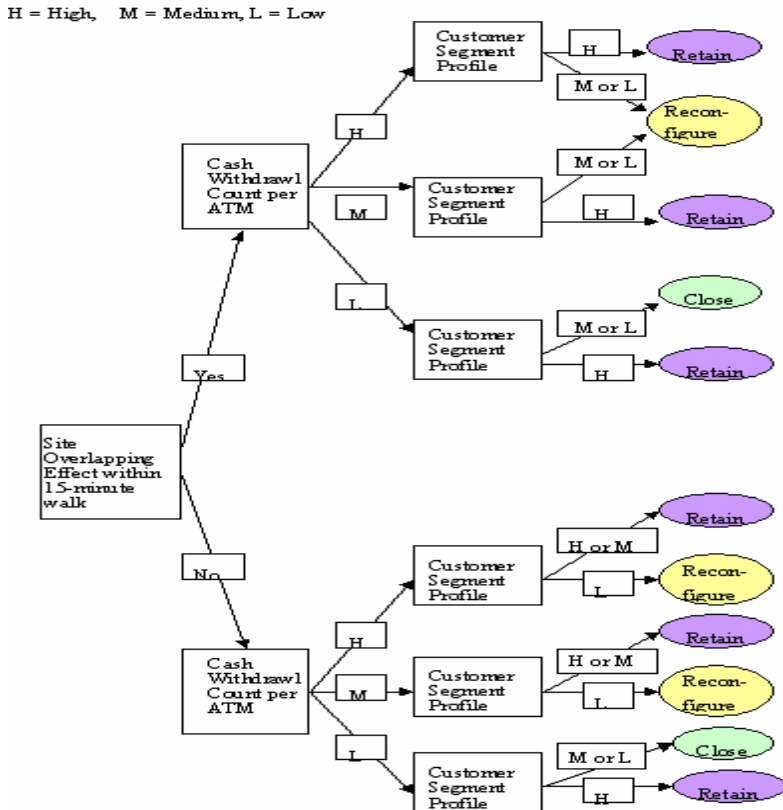 H = High, M = Medium, L = Low
Customer
Segment
Profile
H
Retain
M or L
Recon-
figure
H
Cash
Withdrawl
Count per
ATM
M
Customer
Segment
Profile
M or L
H
Retain
L
Customer
Segment
Profile
M or L
Close
H
Retain
Yes
Site
Overlapping
Effect within
15-minute
walk
No
Customer
Segment
Profile
H or M
Retain
L
Recon-
figure
H
Cash
Withdrawl
Count per
ATM
M
Customer
Segment
Profile
H or M
Retain
L
Recon-
figure
L
Customer
Segment
Profile
M or L
Close
H
Retain